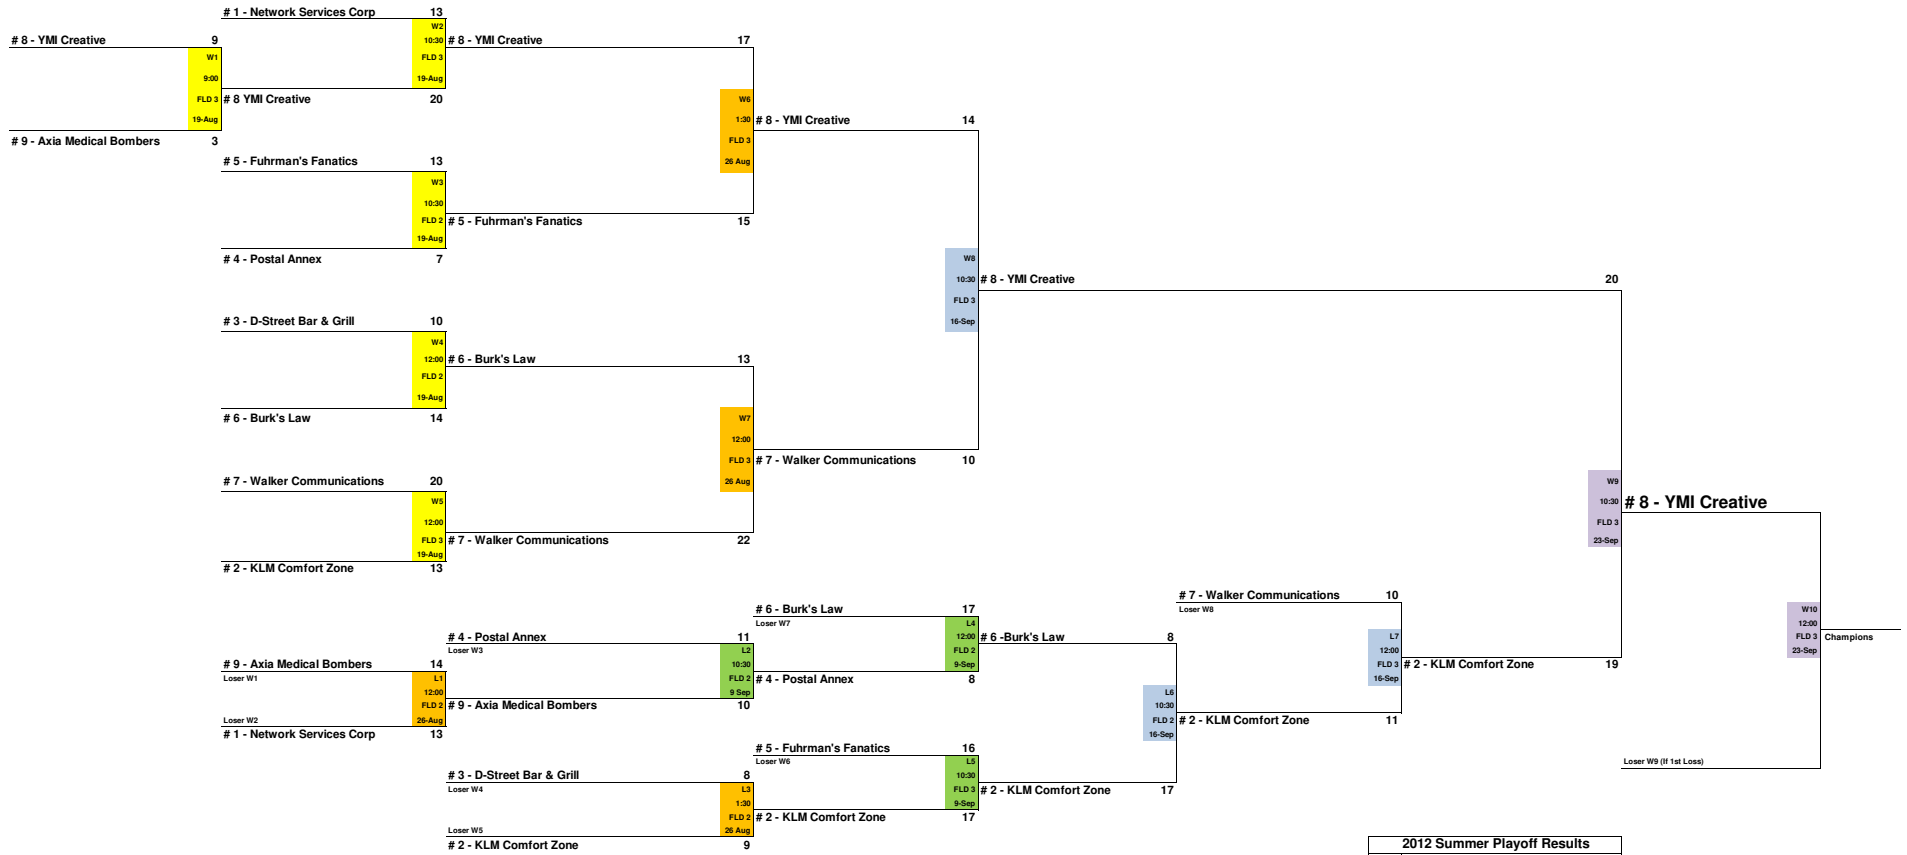 # 1 - Network Services Corp 13
W2
# 8 - YMI Creative 9
10:30
# 8 - YMI Creative 17
W1
FLD 3
9:00
19-Aug
FLD 3
# 8 YMI Creative 20
19-Aug
# 9 - Axia Medical Bombers 3
W6
1:30
# 8 - YMI Creative 14
FLD 3
26 Aug
# 5 - Fuhrman's Fanatics 13
W3
10:30
FLD 2
# 5 - Fuhrman's Fanatics 15
19-Aug
# 4 - Postal Annex 7
W8
10:30
# 8 - YMI Creative 20
FLD 3
16-Sep
# 3 - D-Street Bar & Grill 10
W4
12:00
# 6 - Burk's Law 13
FLD 2
19-Aug
# 6 - Burk's Law 14
W7
12:00
FLD 3
# 7 - Walker Communications 10
26 Aug
# 7 - Walker Communications 20
W5
12:00
FLD 3
# 7 - Walker Communications 22
19-Aug
# 2 - KLM Comfort Zone 13
W9
10:30
# 8 - YMI Creative
FLD 3
23-Sep
# 7 - Walker Communications 10
Loser W8
# 6 - Burk's Law 17
Loser W7
L4
12:00
# 6 -Burk's Law 8
FLD 2
9-Sep
# 4 - Postal Annex 11
Loser W3
L2
10:30
FLD 2
9 Sep
# 4 - Postal Annex 8
# 9 - Axia Medical Bombers 14
Loser W1
L1
12:00
FLD 2
# 9 - Axia Medical Bombers 10
26-Aug
Loser W2
# 1 - Network Services Corp 13
L7
12:00
FLD 3
# 2 - KLM Comfort Zone 19
16-Sep
L6
10:30
FLD 2
# 2 - KLM Comfort Zone 11
16-Sep
W10
12:00
FLD 3
Champions
23-Sep
# 5 - Fuhrman's Fanatics 16
Loser W6
L5
10:30
FLD 3
# 2 - KLM Comfort Zone 17
9-Sep
Loser W9 (If 1st Loss)
# 3 - D-Street Bar & Grill 8
Loser W4
L3
1:30
FLD 2
# 2 - KLM Comfort Zone 17
26 Aug
Loser W5
# 2 - KLM Comfort Zone 9
2012 Summer Playoff Results